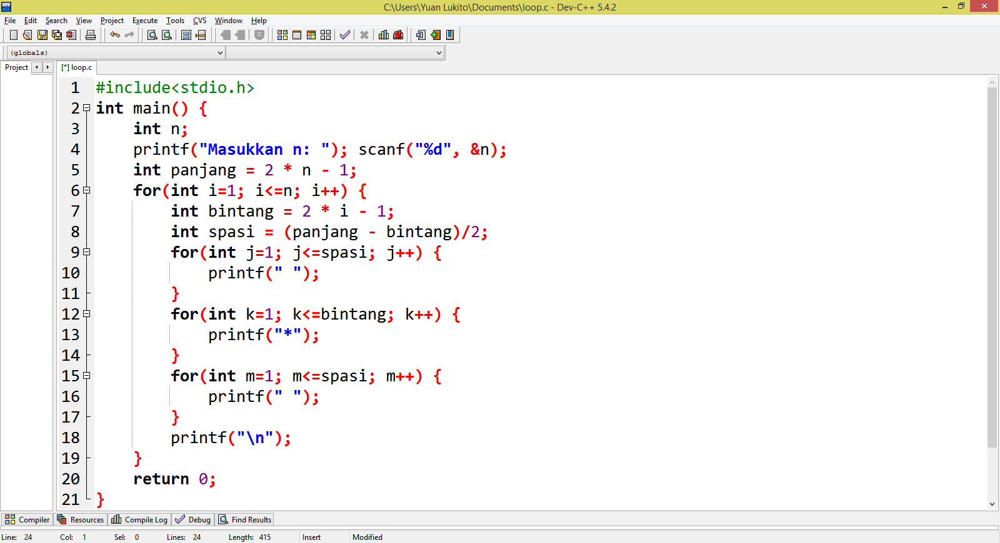 C:\Users\Yuan Lukito\Documents\loop.c - Dev-C++ 5.4.2
File Edit Search View Project Execute Tools CVS Window Help
(globals)
Project [*] loop.c
1 #include<stdio.h>
2 int main() {
3 int n;
4 printf("Masukkan n: "); scanf("%d", &n);
5 int panjang = 2 * n - 1;
6 for(int i=1; i<=n; i++) {
7 int bintang = 2 * i - 1;
8 int spasi = (panjang - bintang)/2;
9 for(int j=1; j<=spasi; j++) {
10 printf(" ");
11 }
12 for(int k=1; k<=bintang; k++) {
13 printf("*");
14 }
15 for(int m=1; m<=spasi; m++) {
16 printf(" ");
17 }
18 printf("\n");
19 }
20 return 0;
21 }
Compiler Resources Compile Log Debug Find Results
Line: 24 Col: 1 Sel: 0 Lines: 24 Length: 415 Insert Modified